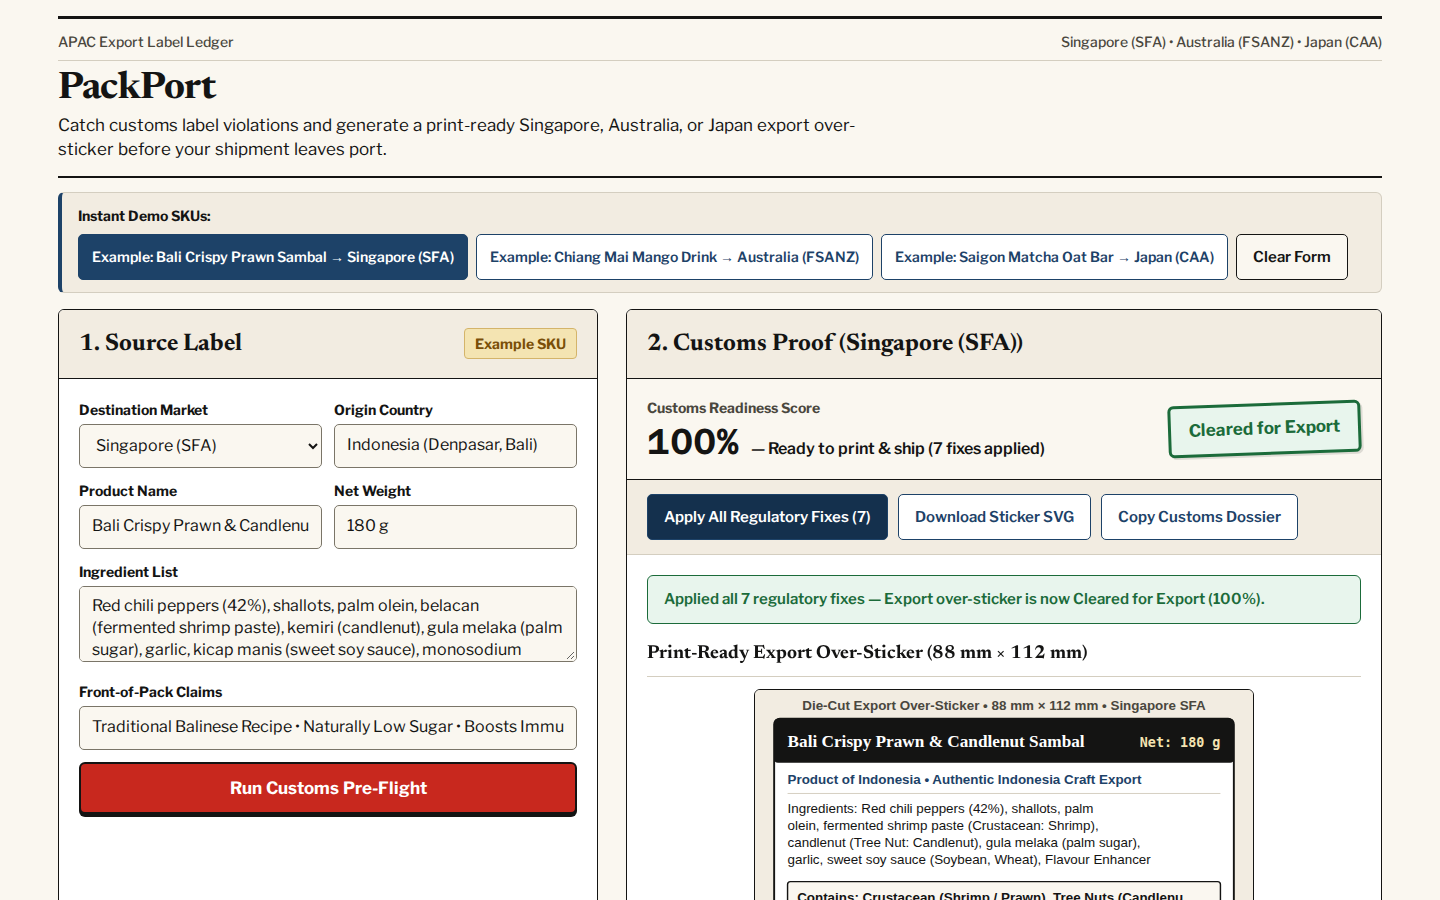 APAC Export Label Ledger
Singapore (SFA) • Australia (FSANZ) • Japan (CAA)
PackPort
Catch customs label violations and generate a print-ready Singapore, Australia, or Japan export over-
sticker before your shipment leaves port.
Instant Demo SKUs:
Example: Bali Crispy Prawn Sambal → Singapore (SFA)
Example: Chiang Mai Mango Drink → Australia (FSANZ)
Example: Saigon Matcha Oat Bar → Japan (CAA)
Clear Form
1. Source Label
Example SKU
Destination Market
Origin Country
Singapore (SFA)
Indonesia (Denpasar, Bali)
Product Name
Net Weight
Bali Crispy Prawn & Candlenu
180 g
Ingredient List
Red chili peppers (42%), shallots, palm olein, belacan
(fermented shrimp paste), kemiri (candlenut), gula melaka (palm
sugar), garlic, kicap manis (sweet soy sauce), monosodium
Front-of-Pack Claims
Traditional Balinese Recipe • Naturally Low Sugar • Boosts Immu
Run Customs Pre-Flight
2. Customs Proof (Singapore (SFA))
Customs Readiness Score
100% — Ready to print & ship (7 fixes applied)
Cleared for Export
Apply All Regulatory Fixes (7)
Download Sticker SVG
Copy Customs Dossier
Applied all 7 regulatory fixes — Export over-sticker is now Cleared for Export (100%).
Print-Ready Export Over-Sticker (88 mm × 112 mm)
Die-Cut Export Over-Sticker • 88 mm × 112 mm • Singapore SFA
Bali Crispy Prawn & Candlenut Sambal
Net: 180 g
Product of Indonesia • Authentic Indonesia Craft Export
Ingredients: Red chili peppers (42%), shallots, palm
olein, fermented shrimp paste (Crustacean: Shrimp),
candlenut (Tree Nut: Candlenut), gula melaka (palm sugar),
garlic, sweet soy sauce (Soybean, Wheat), Flavour Enhancer
Contains: Crustacean (Shrimp / Prawn), Tree Nuts (Candlenu